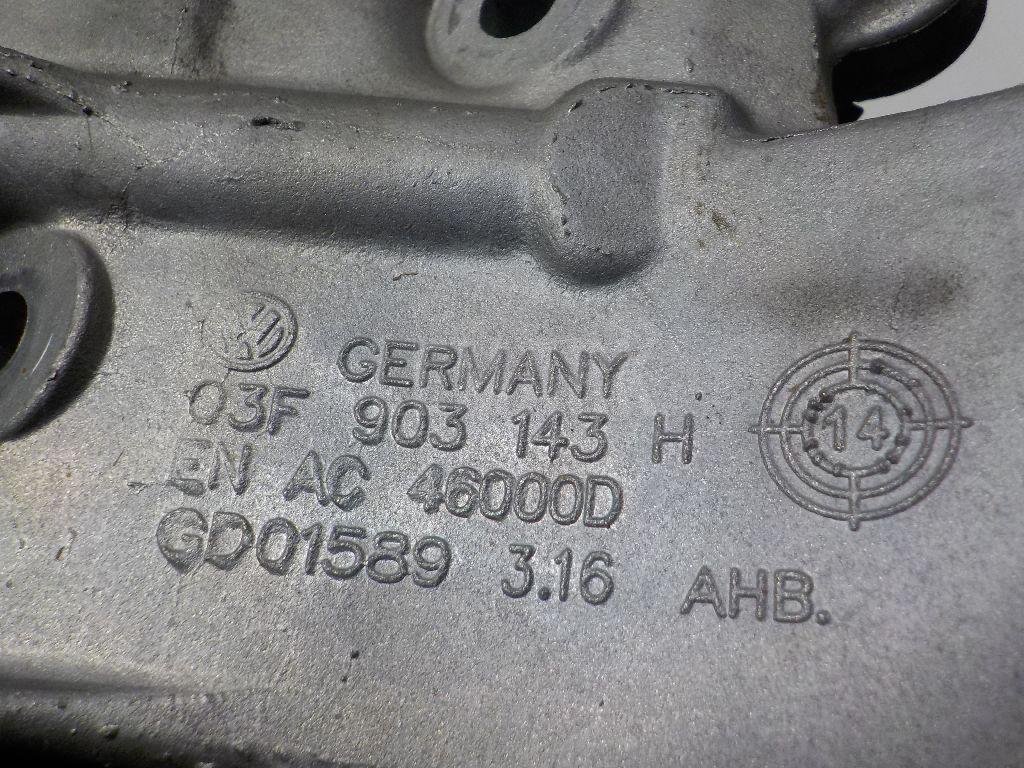 GERMANY
03F 903 143 H
EN AC 46000D
GD01589 3.16 AHB.
14